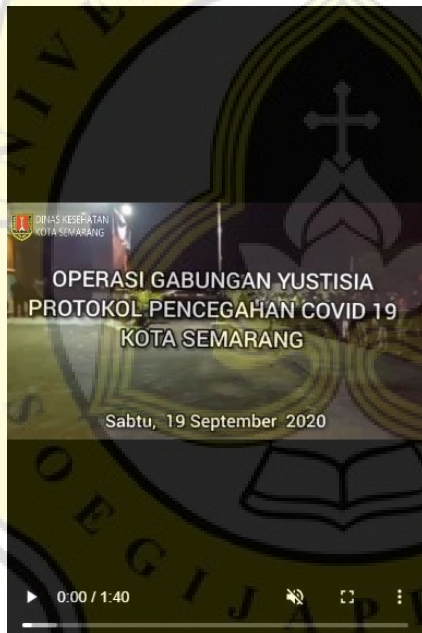 DINAS KESEHATAN
KOTA SEMARANG
OPERASI GABUNGAN YUSTISIA
PROTOKOL PENCEGAHAN COVID 19
KOTA SEMARANG
Sabtu, 19 September 2020
0:00 / 1:40